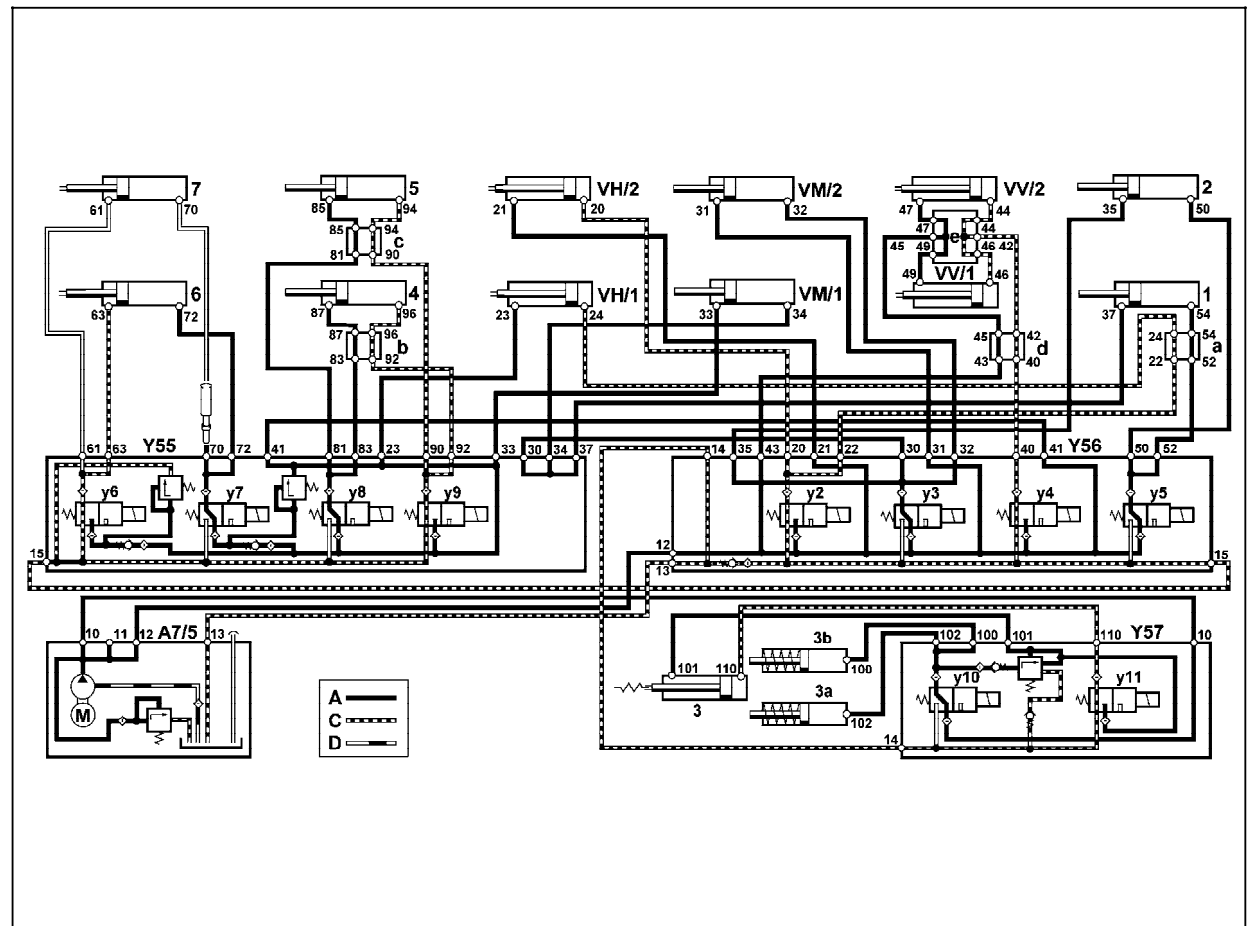 7 5 VH/2 VM/2 VV/2 2
61 70 85 94 21 20 31 32 47 44 35 50
85 94 47 44
c 45 e 42
81 90 49 46
VV/1
6 4 VH/1 VM/1 49 46 1
63 72 87 96 23 24 33 34 37 54
87 96 45 42 24 54
b d a
83 92 43 40 22 52
61 63 Y55 70 72 41 81 83 23 90 92 33 30 34 37 14 35 43 20 21 22 30 31 32 40 41 Y56 50 52
y6 y7 y8 y9 y2 y3 y4 y5
15 12 13 15
10 11 12 A7/5 13 102 100 101 110 Y57 10
3b
101 110 100
y10 y11
3a
M A 3 102
C
D 14